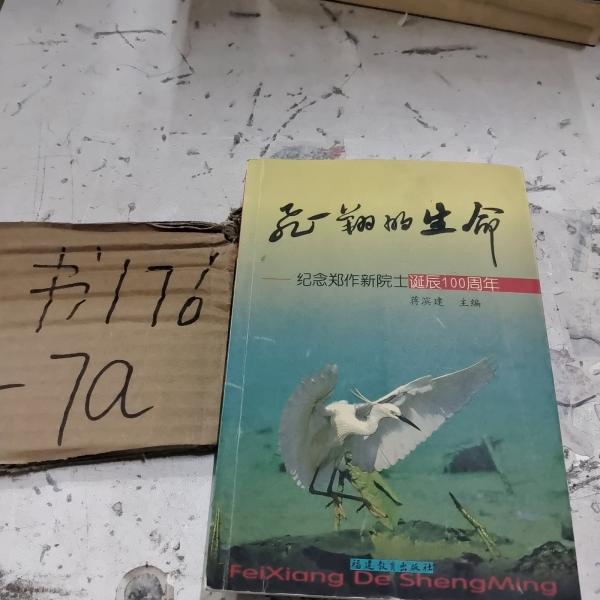 飞翔的生命
——纪念郑作新院士诞辰100周年
蒋滨建 主编
福建教育出版社
FeiXiang De ShengMing
书176
-7a